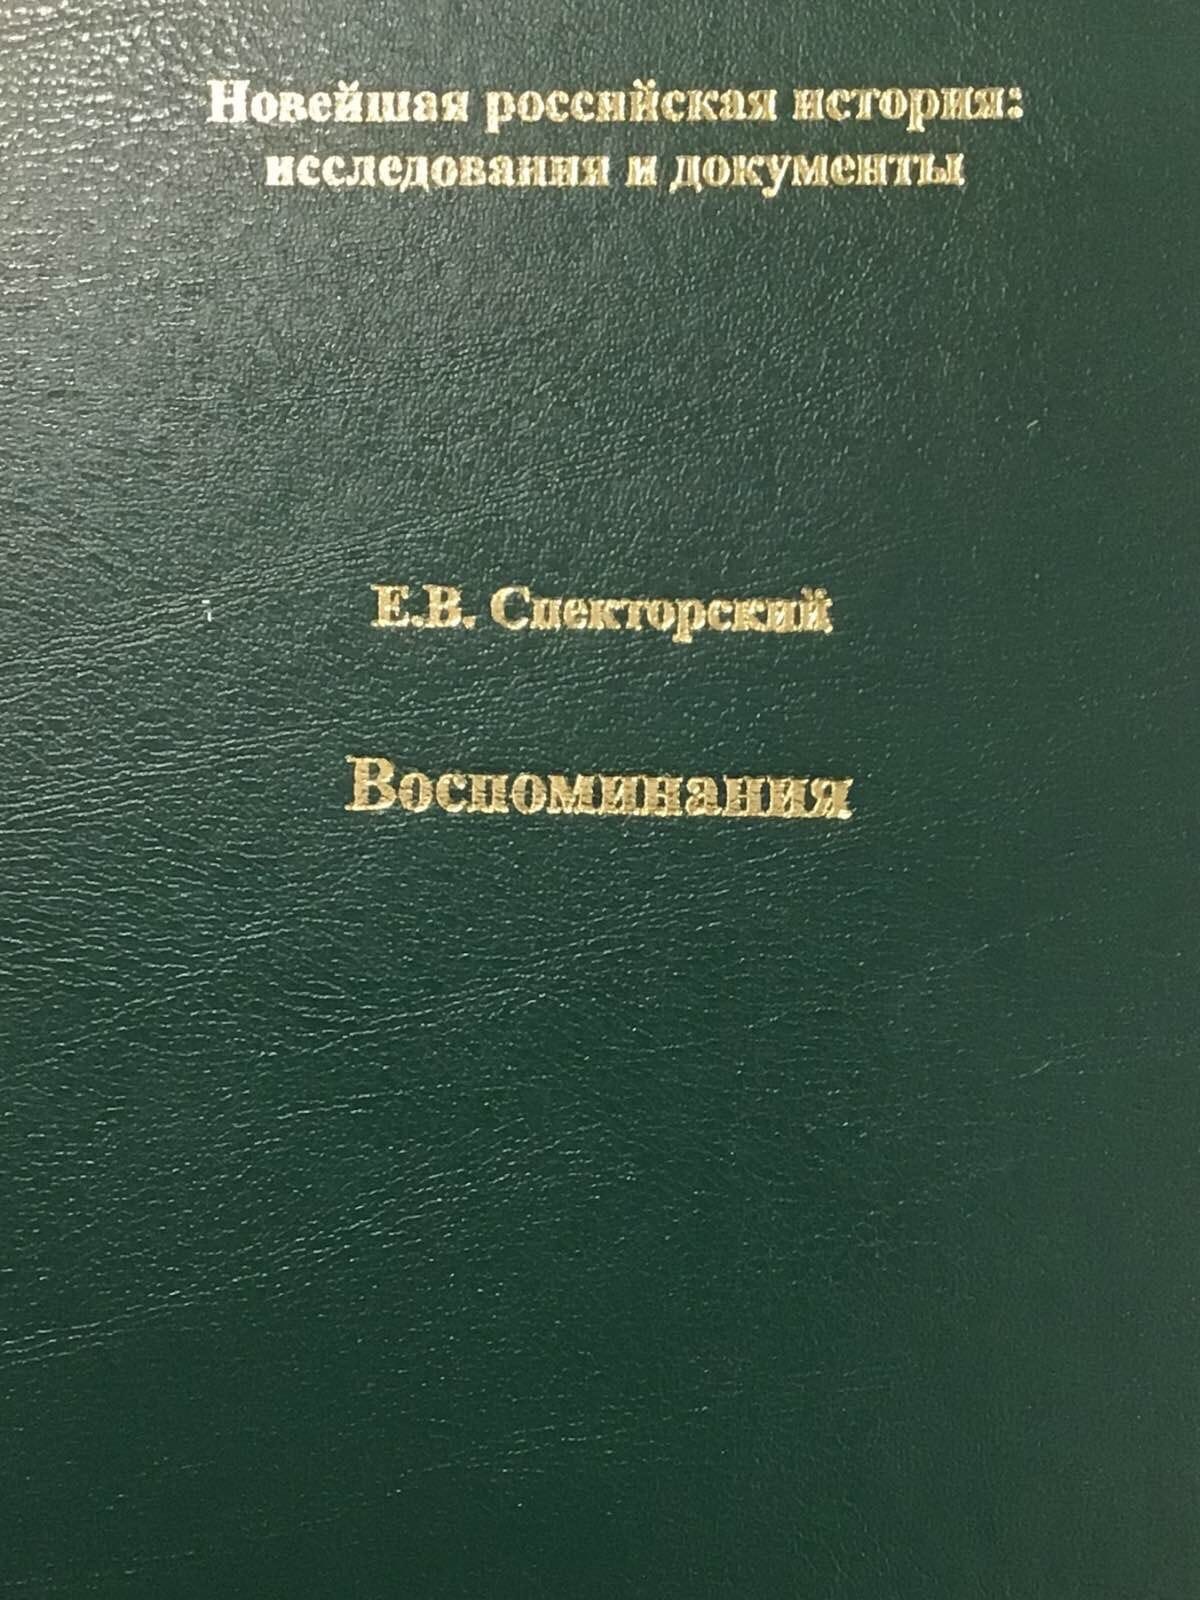 Новейшая российская история:
исследования и документы
Е.В. Спекторский
Воспоминания